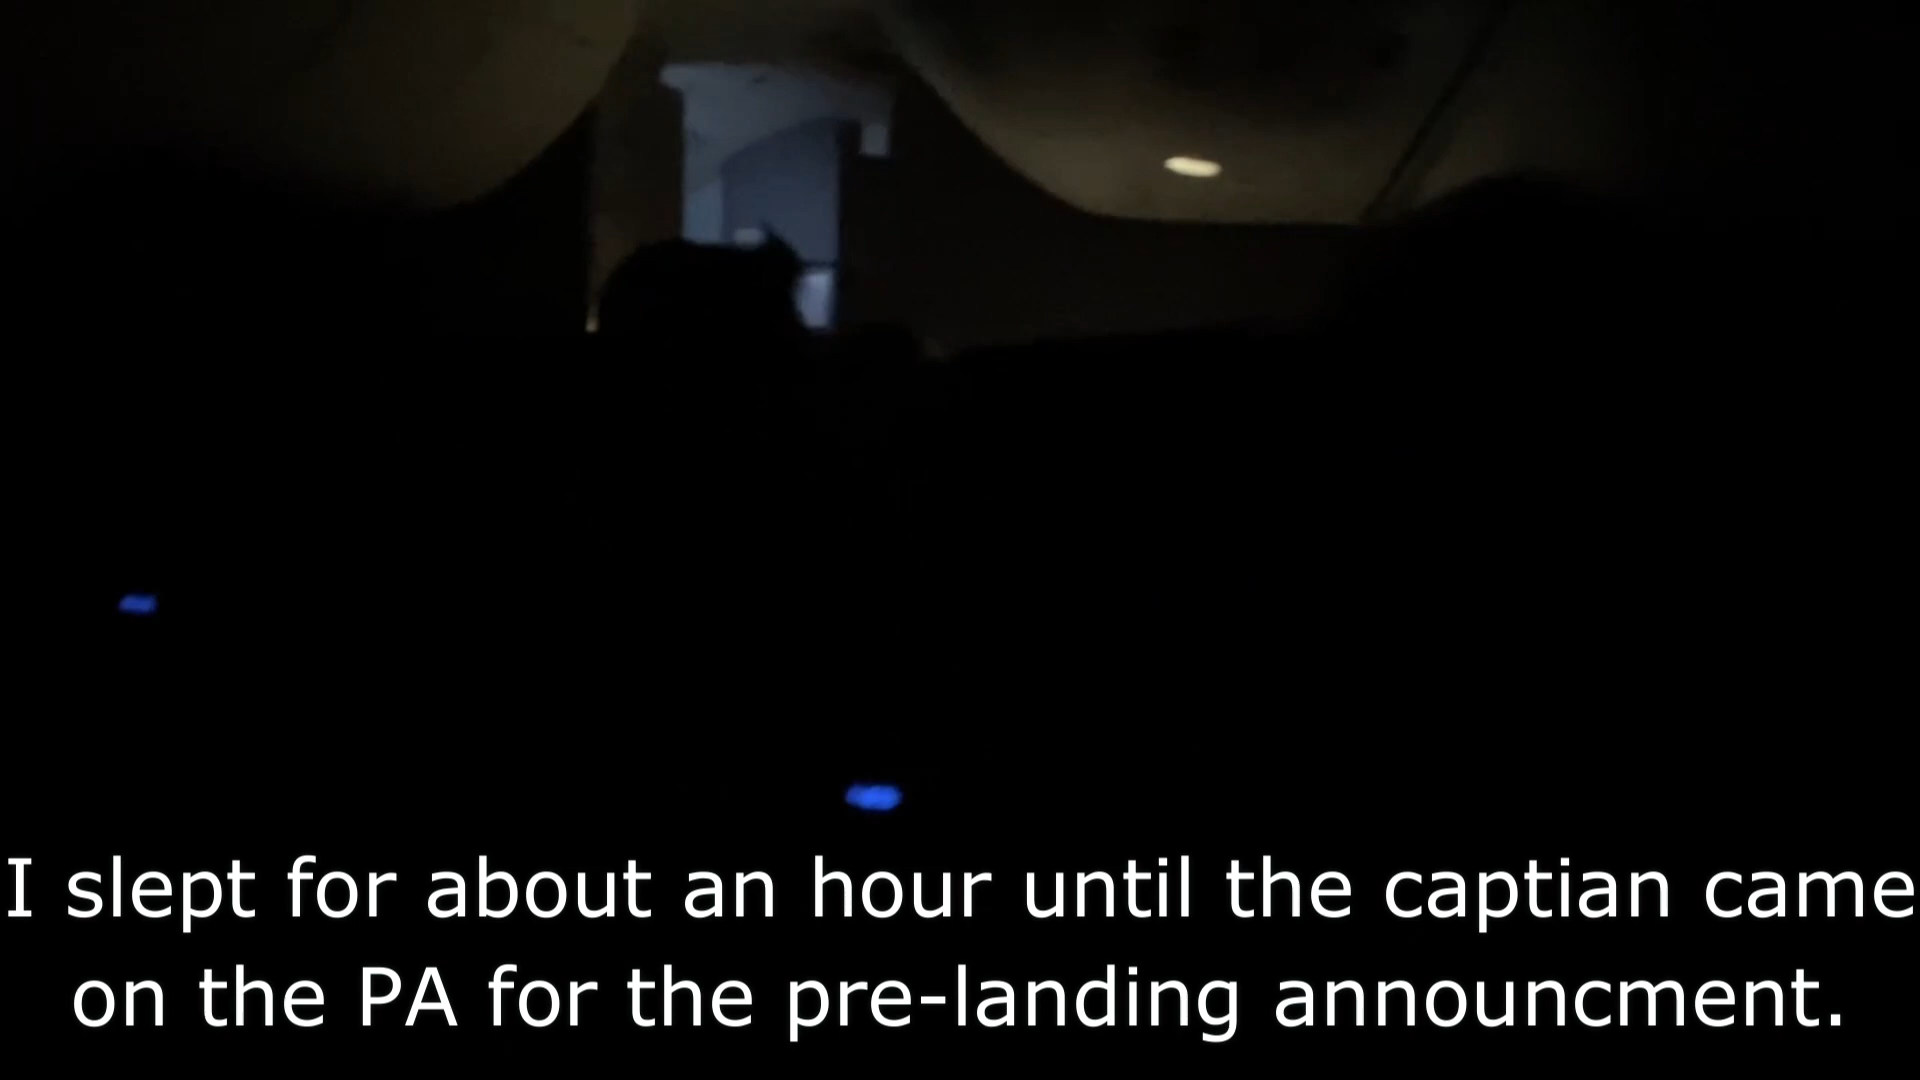 I slept for about an hour until the captian came
on the PA for the pre-landing announcment.